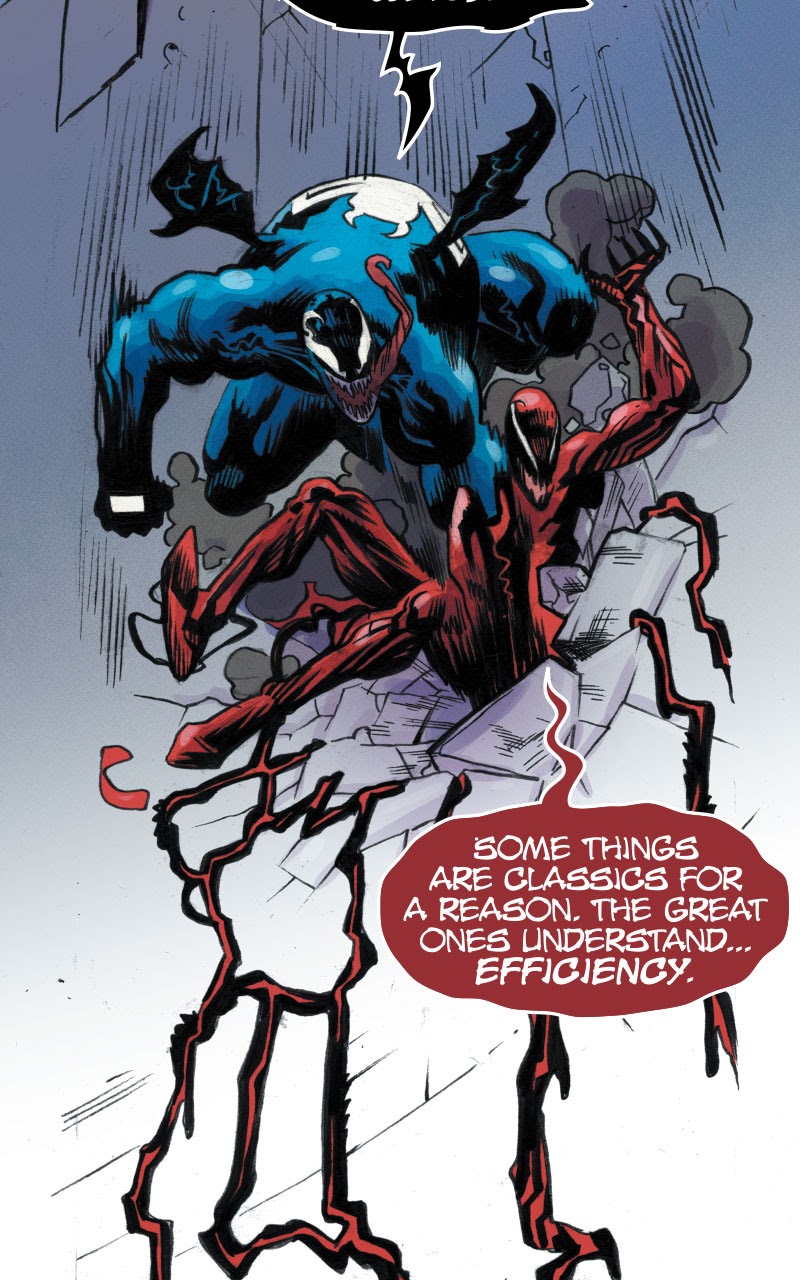 SOME THINGS
ARE CLASSICS FOR
A REASON. THE GREAT
ONES UNDERSTAND...
EFFICIENCY.